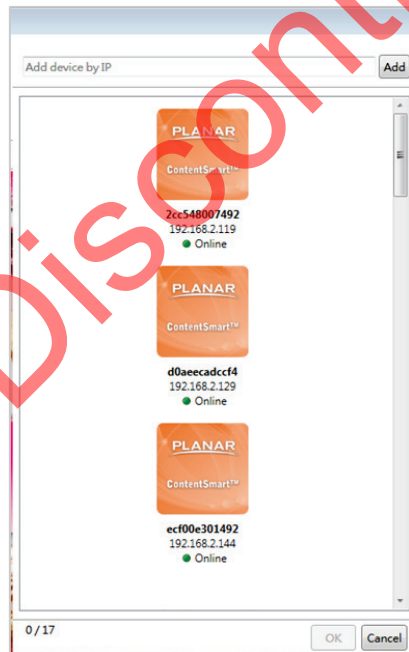 Add device by IP
Add
PLANAR
ContentSmart™
2cc548007492
192.168.2.119
Online
PLANAR
ContentSmart™
d0aeecadccf4
192.168.2.129
Online
PLANAR
ContentSmart™
ecf00e301492
192.168.2.144
Online
0 / 17
OK
Cancel
Discont